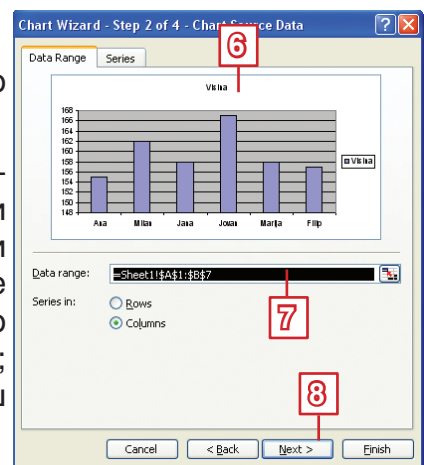 Chart Wizard - Step 2 of 4 - Chart Source Data
Data Range
Series
6
Visina
168
166
164
162
160
158
156
154
152
150
148
Ana
Milan
Jana
Jovan
Marija
Filip
Visina
Data range:
=Sheet1!$A$1:$B$7
7
Series in:
Rows
Columns
8
Cancel
< Back
Next >
Finish